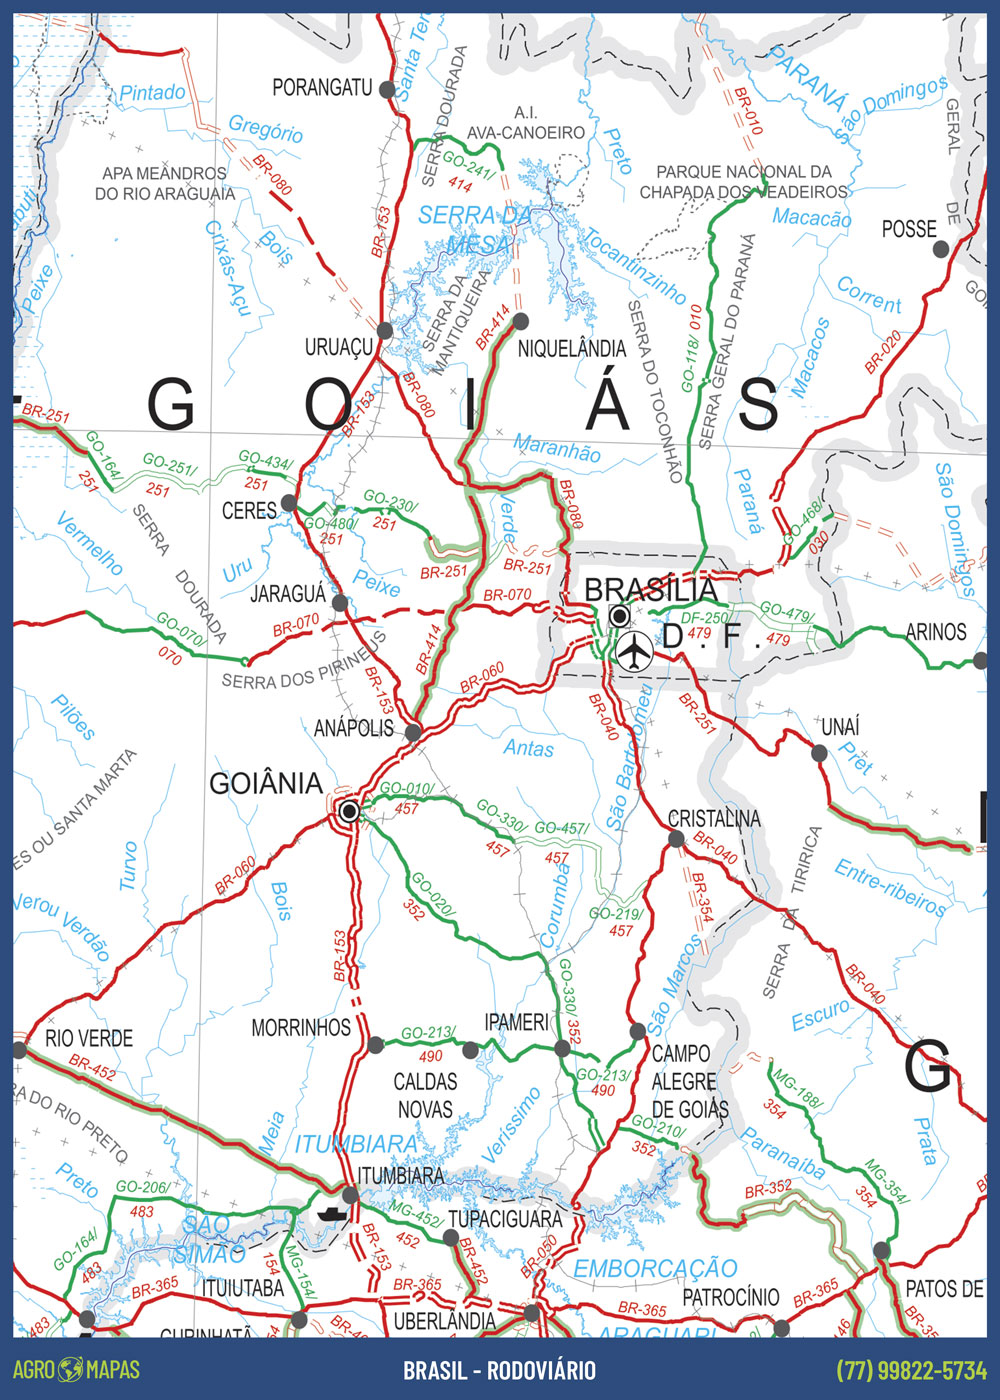 PORANGATU
Santa Ter
SERRA DOURADA
PARANÁ
São Domingos
Pintado
Gregório
A.I.
AVA-CANOEIRO
Preto
BR-010
GERAL
DE
GO-241/
414
APA MEANDROS
DO RIO ARAGUAIA
BR-080
PARQUE NACIONAL DA
CHAPADA DOS VEADEIROS
Macacão
POSSE
SERRA DA
MESA
BR-153
Crixás-Açu
Bois
Peixe
Tocantinzinho
Corrent
SERRA DA
MANTIQUEIRA
SERRA DO TOCONHÃO
SERRA GERAL DO PARANÁ
GO-118/ 010
Macacos
BR-020
URUAÇU
BR-414
NIQUELÂNDIA
GOIÁS
BR-251
BR-153
BR-080
Maranhão
GO-164/
251
GO-251/
251
GO-434/
251
CERES
GO-480/
251
GO-230/
251
Verde
BR-080
Paraná
GO-468/
030
São Domingos
Vermelho
SERRA DOURADA
Uru
Peixe
BR-251
BR-251
JARAGUÁ
BR-070
BR-070
BRASÍLIA
D. F.
DF-250/
479
GO-479/
479
ARINOS
GO-070/
070
SERRA DOS PIRINEUS
BR-414
BR-153
BR-060
BR-040
BR-251
Pilões
ANÁPOLIS
Antas
São Bartolomeu
UNAÍ
Pret
GOIÂNIA
ES OU SANTA MARTA
GO-010/
457
GO-330/
457
GO-457/
457
CRISTALINA
BR-040
BR-354
SERRA DA TIRIRICA
Entre-ribeiros
Turvo
BR-060
Bois
GO-020/
352
Corumbá
GO-219/
457
Verou Verdão
BR-153
GO-330/
352
São Marcos
BR-040
Escuro
RIO VERDE
MORRINHOS
GO-213/
490
IPAMERI
CALDAS
NOVAS
GO-213/
490
CAMPO
ALEGRE
DE GOIÁS
G
BR-452
RA DO RIO PRETO
Meia
Veríssimo
GO-210/
352
MG-188/
354
Paranaíba
Prata
ITUMBIARA
ITUMBIARA
Preto
GO-206/
483
MG-452/
452
TUPACIGUARA
BR-352
MG-354/
354
SÃO
SIMÃO
GO-164/
483
MG-154/
154
BR-153
BR-452
BR-050
EMBORCAÇÃO
BR-365
ITUIUTABA
BR-365
UBERLÂNDIA
BR-365
PATROCÍNIO
BR-365
PATOS DE
483
GURINHATÃ
ARAGUARI
AGRO MAPAS
BRASIL - RODOVIÁRIO
(77) 99822-5734